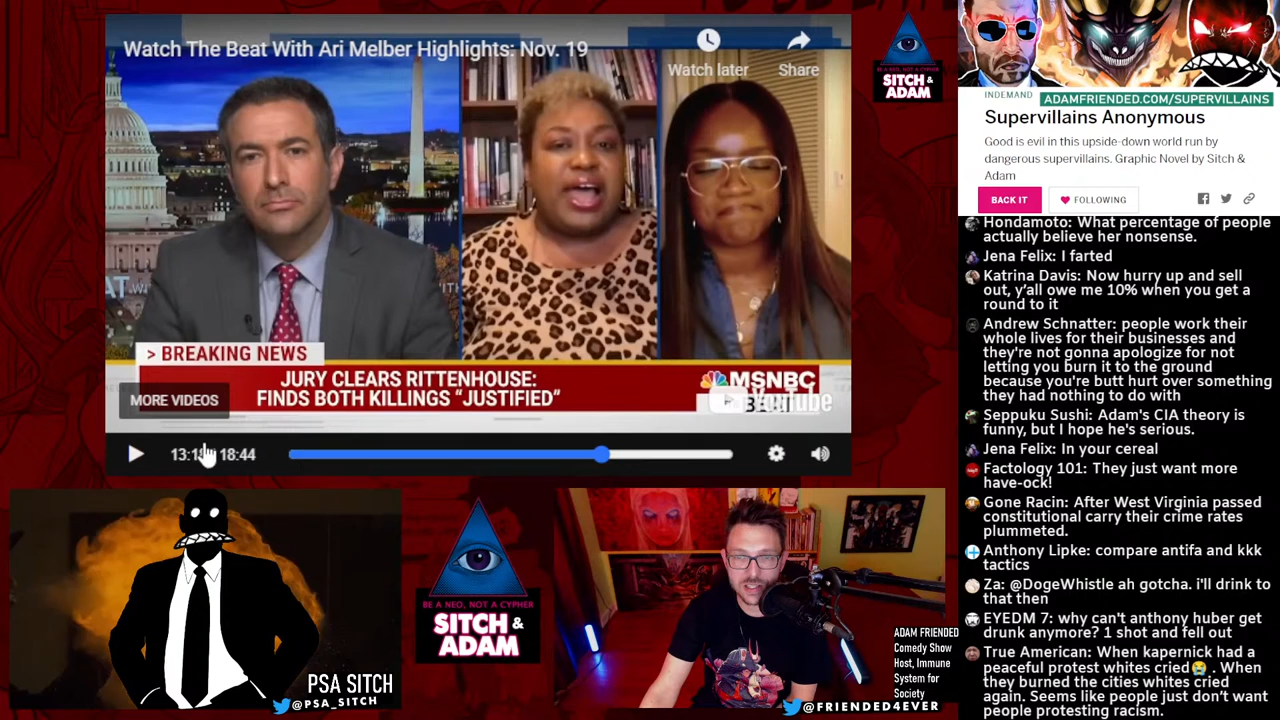 Watch The Beat With Ari Melber Highlights: Nov. 19
Watch later
Share
> BREAKING NEWS
JURY CLEARS RITTENHOUSE:
FINDS BOTH KILLINGS “JUSTIFIED”
MSNBC
YouTube
MORE VIDEOS
18:44
BE A NEO, NOT A CYPHER
SITCH &
ADAM
PSA SITCH
@PSA_SITCH
BE A NEO, NOT A CYPHER
SITCH &
ADAM
ADAM FRIENDED
Comedy Show
Host, Immune
System for
Society
@FRIENDED4EVER
INDEMAND
ADAMFRIENDED.COM/SUPERVILLAINS
Supervillains Anonymous
Good is evil in this upside-down world run by
dangerous supervillains. Graphic Novel by Sitch &
Adam
BACK IT
FOLLOWING
Hondamoto: What percentage of people
actually believe her nonsense.
Jena Felix: I farted
Katrina Davis: Now hurry up and sell
out, y’all owe me 10% when you get a
round to it
Andrew Schnatter: people work their
whole lives for their businesses and
they're not gonna apologize for not
letting you burn it to the ground
because you're butt hurt over something
they had nothing to do with
Seppuku Sushi: Adam's CIA theory is
funny, but I hope he's serious.
Jena Felix: In your cereal
Factology 101: They just want more
have-ock!
Gone Racin: After West Virginia passed
constitutional carry their crime rates
plummeted.
Anthony Lipke: compare antifa and kkk
tactics
Za: @DogeWhistle ah gotcha. i'll drink to
that then
EYEDM 7: why can't anthony huber get
drunk anymore? 1 shot and fell out
True American: When kapernick had a
peaceful protest whites cried😭 . When
they burned the cities whites cried
again. Seems like people just don’t want
people protesting racism.